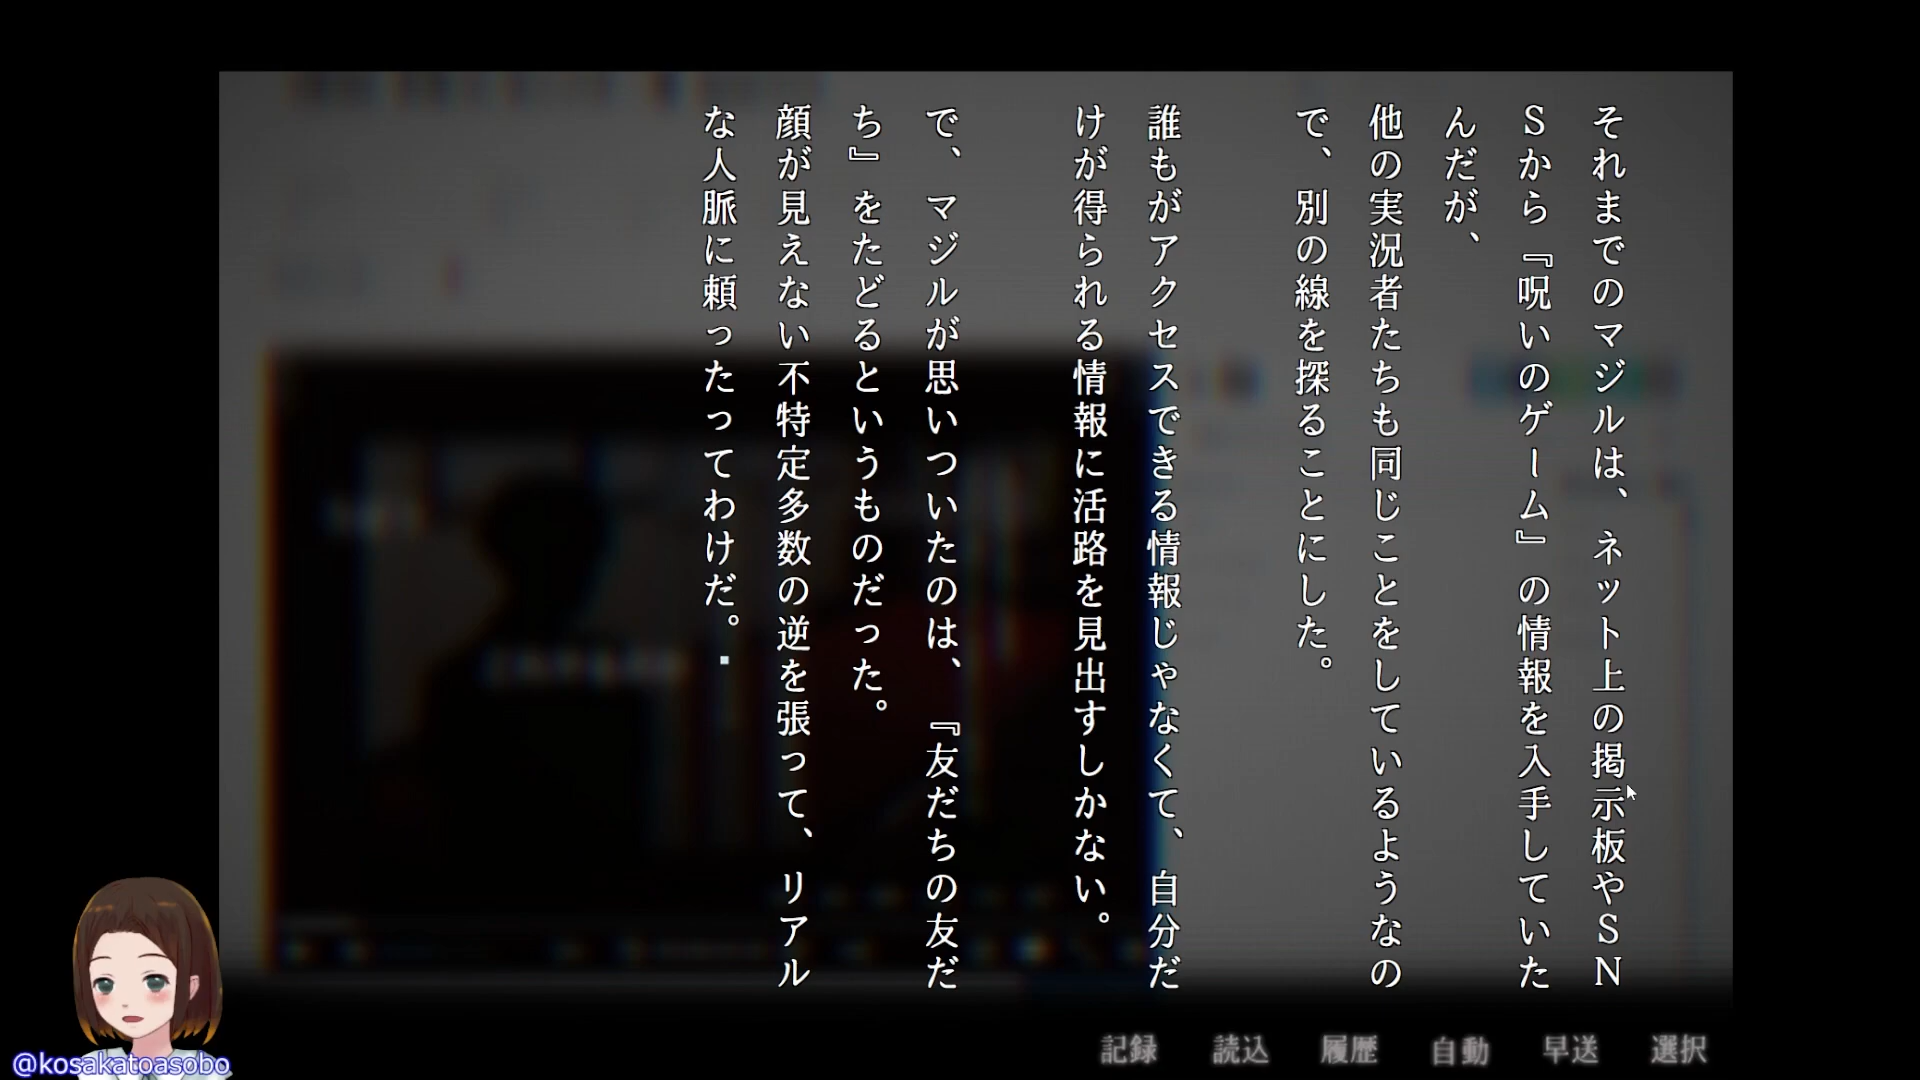 それまでのマジルは、ネット上の掲示板やＳＮ
Ｓから『呪いのゲーム』の情報を入手していた
んだが、
他の実況者たちも同じことをしているようなの
で、別の線を探ることにした。
誰もがアクセスできる情報じゃなくて、自分だ
けが得られる情報に活路を見出すしかない。
で、マジルが思いついたのは、『友だちの友だ
ち』をたどるというものだった。
顔が見えない不特定多数の逆を張って、リアル
な人脈に頼ったってわけだ。
記録 読込 履歴 自動 早送 選択
@kosakatoasobo